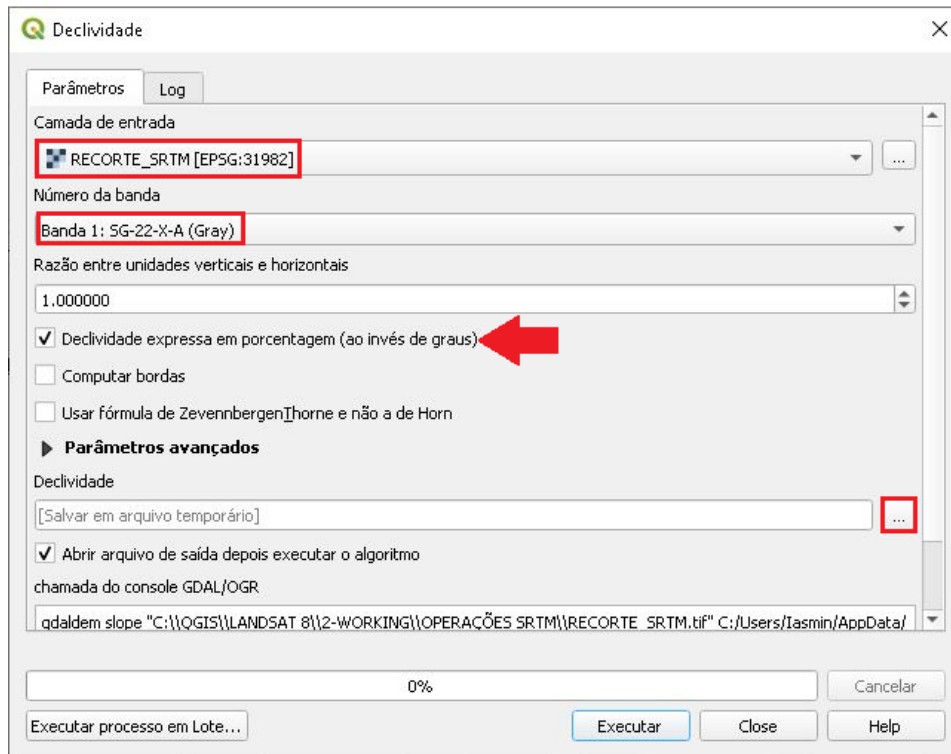 Declividade
Parâmetros Log
Camada de entrada
RECORTE_SRTM [EPSG:31982]
...
Número da banda
Banda 1: SG-22-X-A (Gray)
Razão entre unidades verticais e horizontais
1.000000
Declividade expressa em porcentagem (ao invés de graus)
Computar bordas
Usar fórmula de ZevennbergenThorne e não a de Horn
Parâmetros avançados
Declividade
[Salvar em arquivo temporário]
...
Abrir arquivo de saída depois executar o algoritmo
chamada do console GDAL/OGR
gdaldem slope "C:\\QGIS\\LANDSAT 8\\2-WORKING\\OPERAÇÕES SRTM\\RECORTE_SRTM.tif" C:/Users/Iasmin/AppData/
0% Cancelar
Executar processo em Lote... Executar Close Help